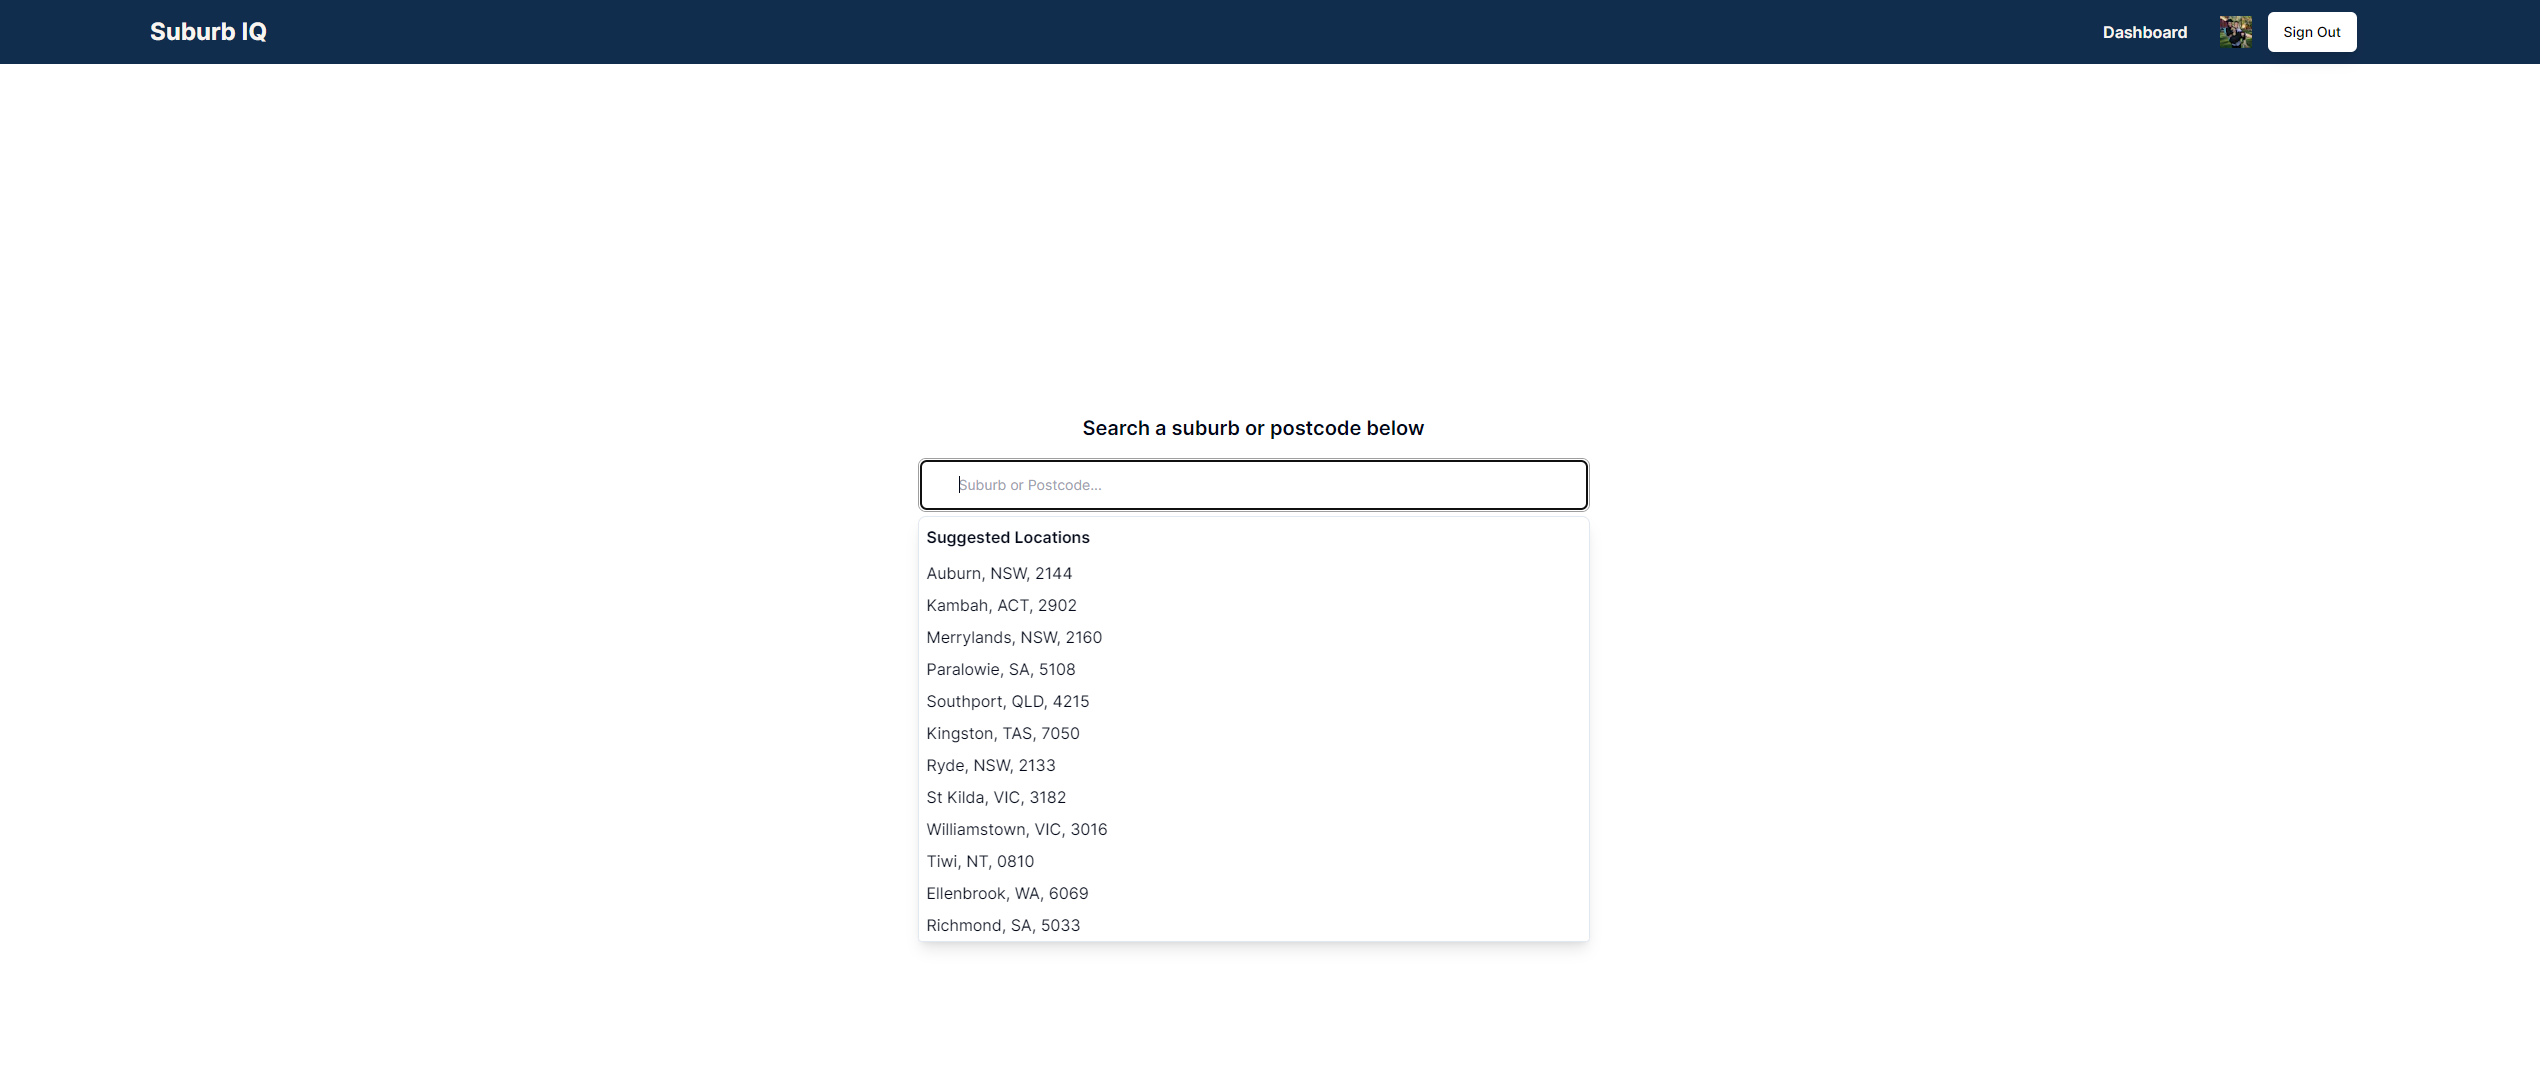 Suburb IQ
Dashboard
Sign Out
Search a suburb or postcode below
Suburb or Postcode...
Suggested Locations
Auburn, NSW, 2144
Kambah, ACT, 2902
Merrylands, NSW, 2160
Paralowie, SA, 5108
Southport, QLD, 4215
Kingston, TAS, 7050
Ryde, NSW, 2133
St Kilda, VIC, 3182
Williamstown, VIC, 3016
Tiwi, NT, 0810
Ellenbrook, WA, 6069
Richmond, SA, 5033